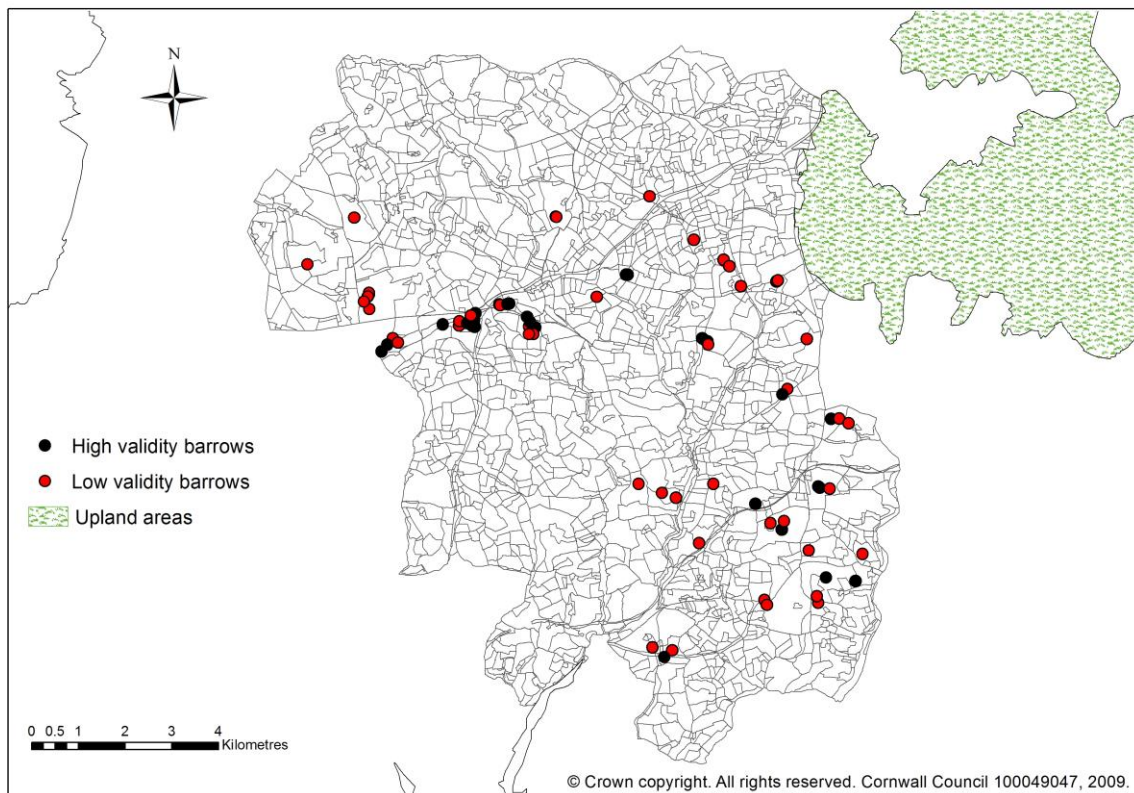 N
High validity barrows
Low validity barrows
Upland areas
0 0.5 1 2 3 4
Kilometres
© Crown copyright. All rights reserved. Cornwall Council 100049047, 2009.